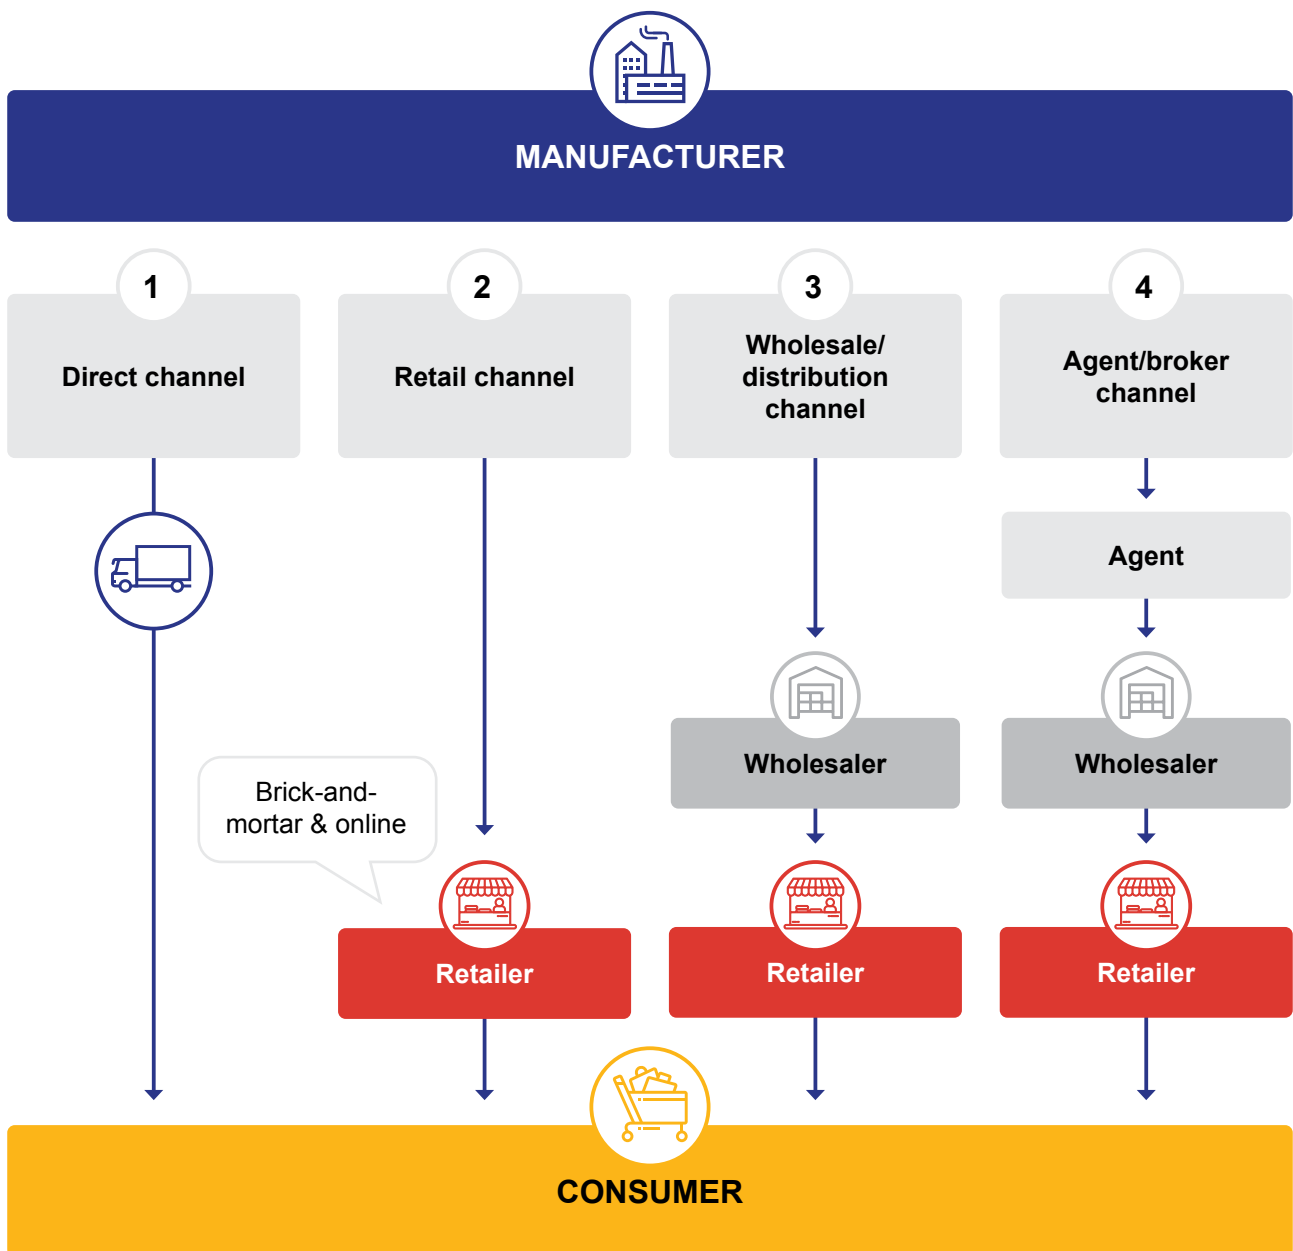 MANUFACTURER
1
Direct channel
2
Retail channel
3
Wholesale/
distribution
channel
4
Agent/broker
channel
Agent
Wholesaler
Wholesaler
Brick-and-
mortar & online
Retailer
Retailer
Retailer
CONSUMER